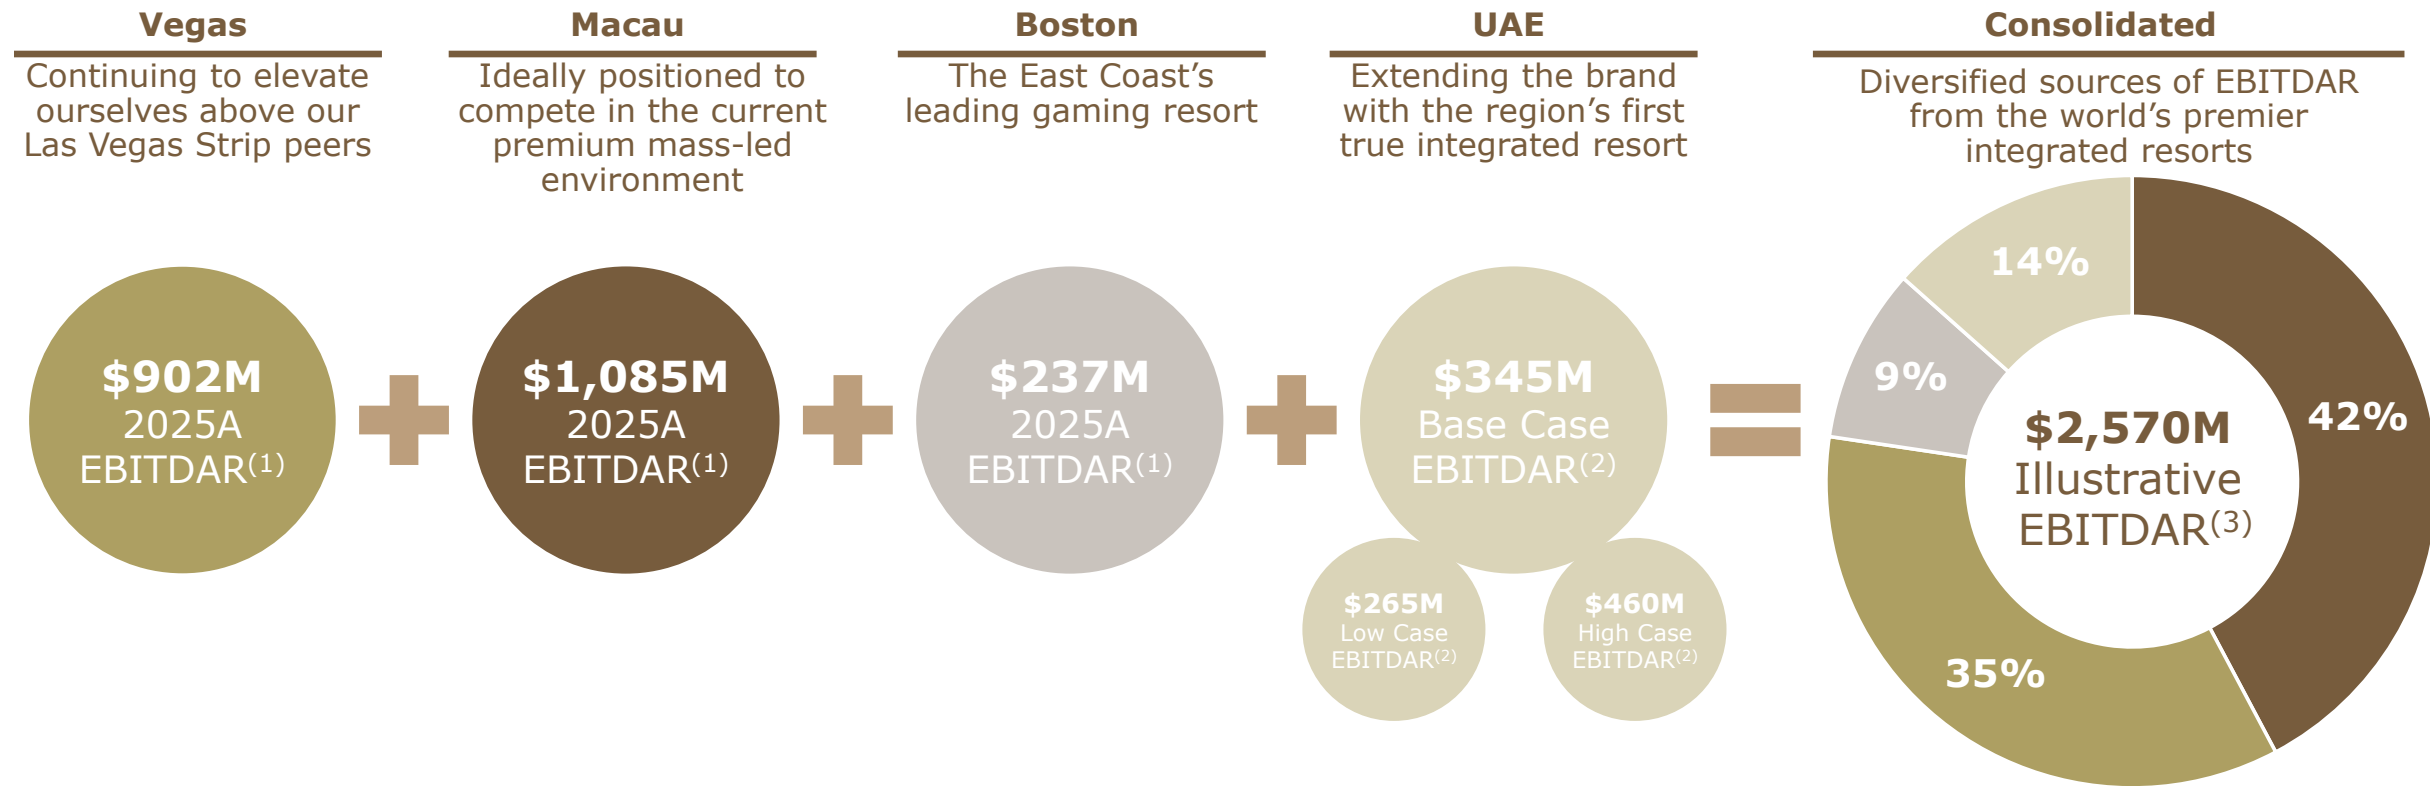 Vegas
Continuing to elevate
ourselves above our
Las Vegas Strip peers
$902M
2025A
EBITDAR(1)
Macau
Ideally positioned to
compete in the current
premium mass-led
environment
$1,085M
2025A
EBITDAR(1)
Boston
The East Coast’s
leading gaming resort
$237M
2025A
EBITDAR(1)
UAE
Extending the brand
with the region’s first
true integrated resort
$345M
Base Case
EBITDAR(2)
$265M
Low Case
EBITDAR(2)
$460M
High Case
EBITDAR(2)
Consolidated
Diversified sources of EBITDAR
from the world’s premier
integrated resorts
14%
9%
42%
35%
$2,570M
Illustrative
EBITDAR(3)